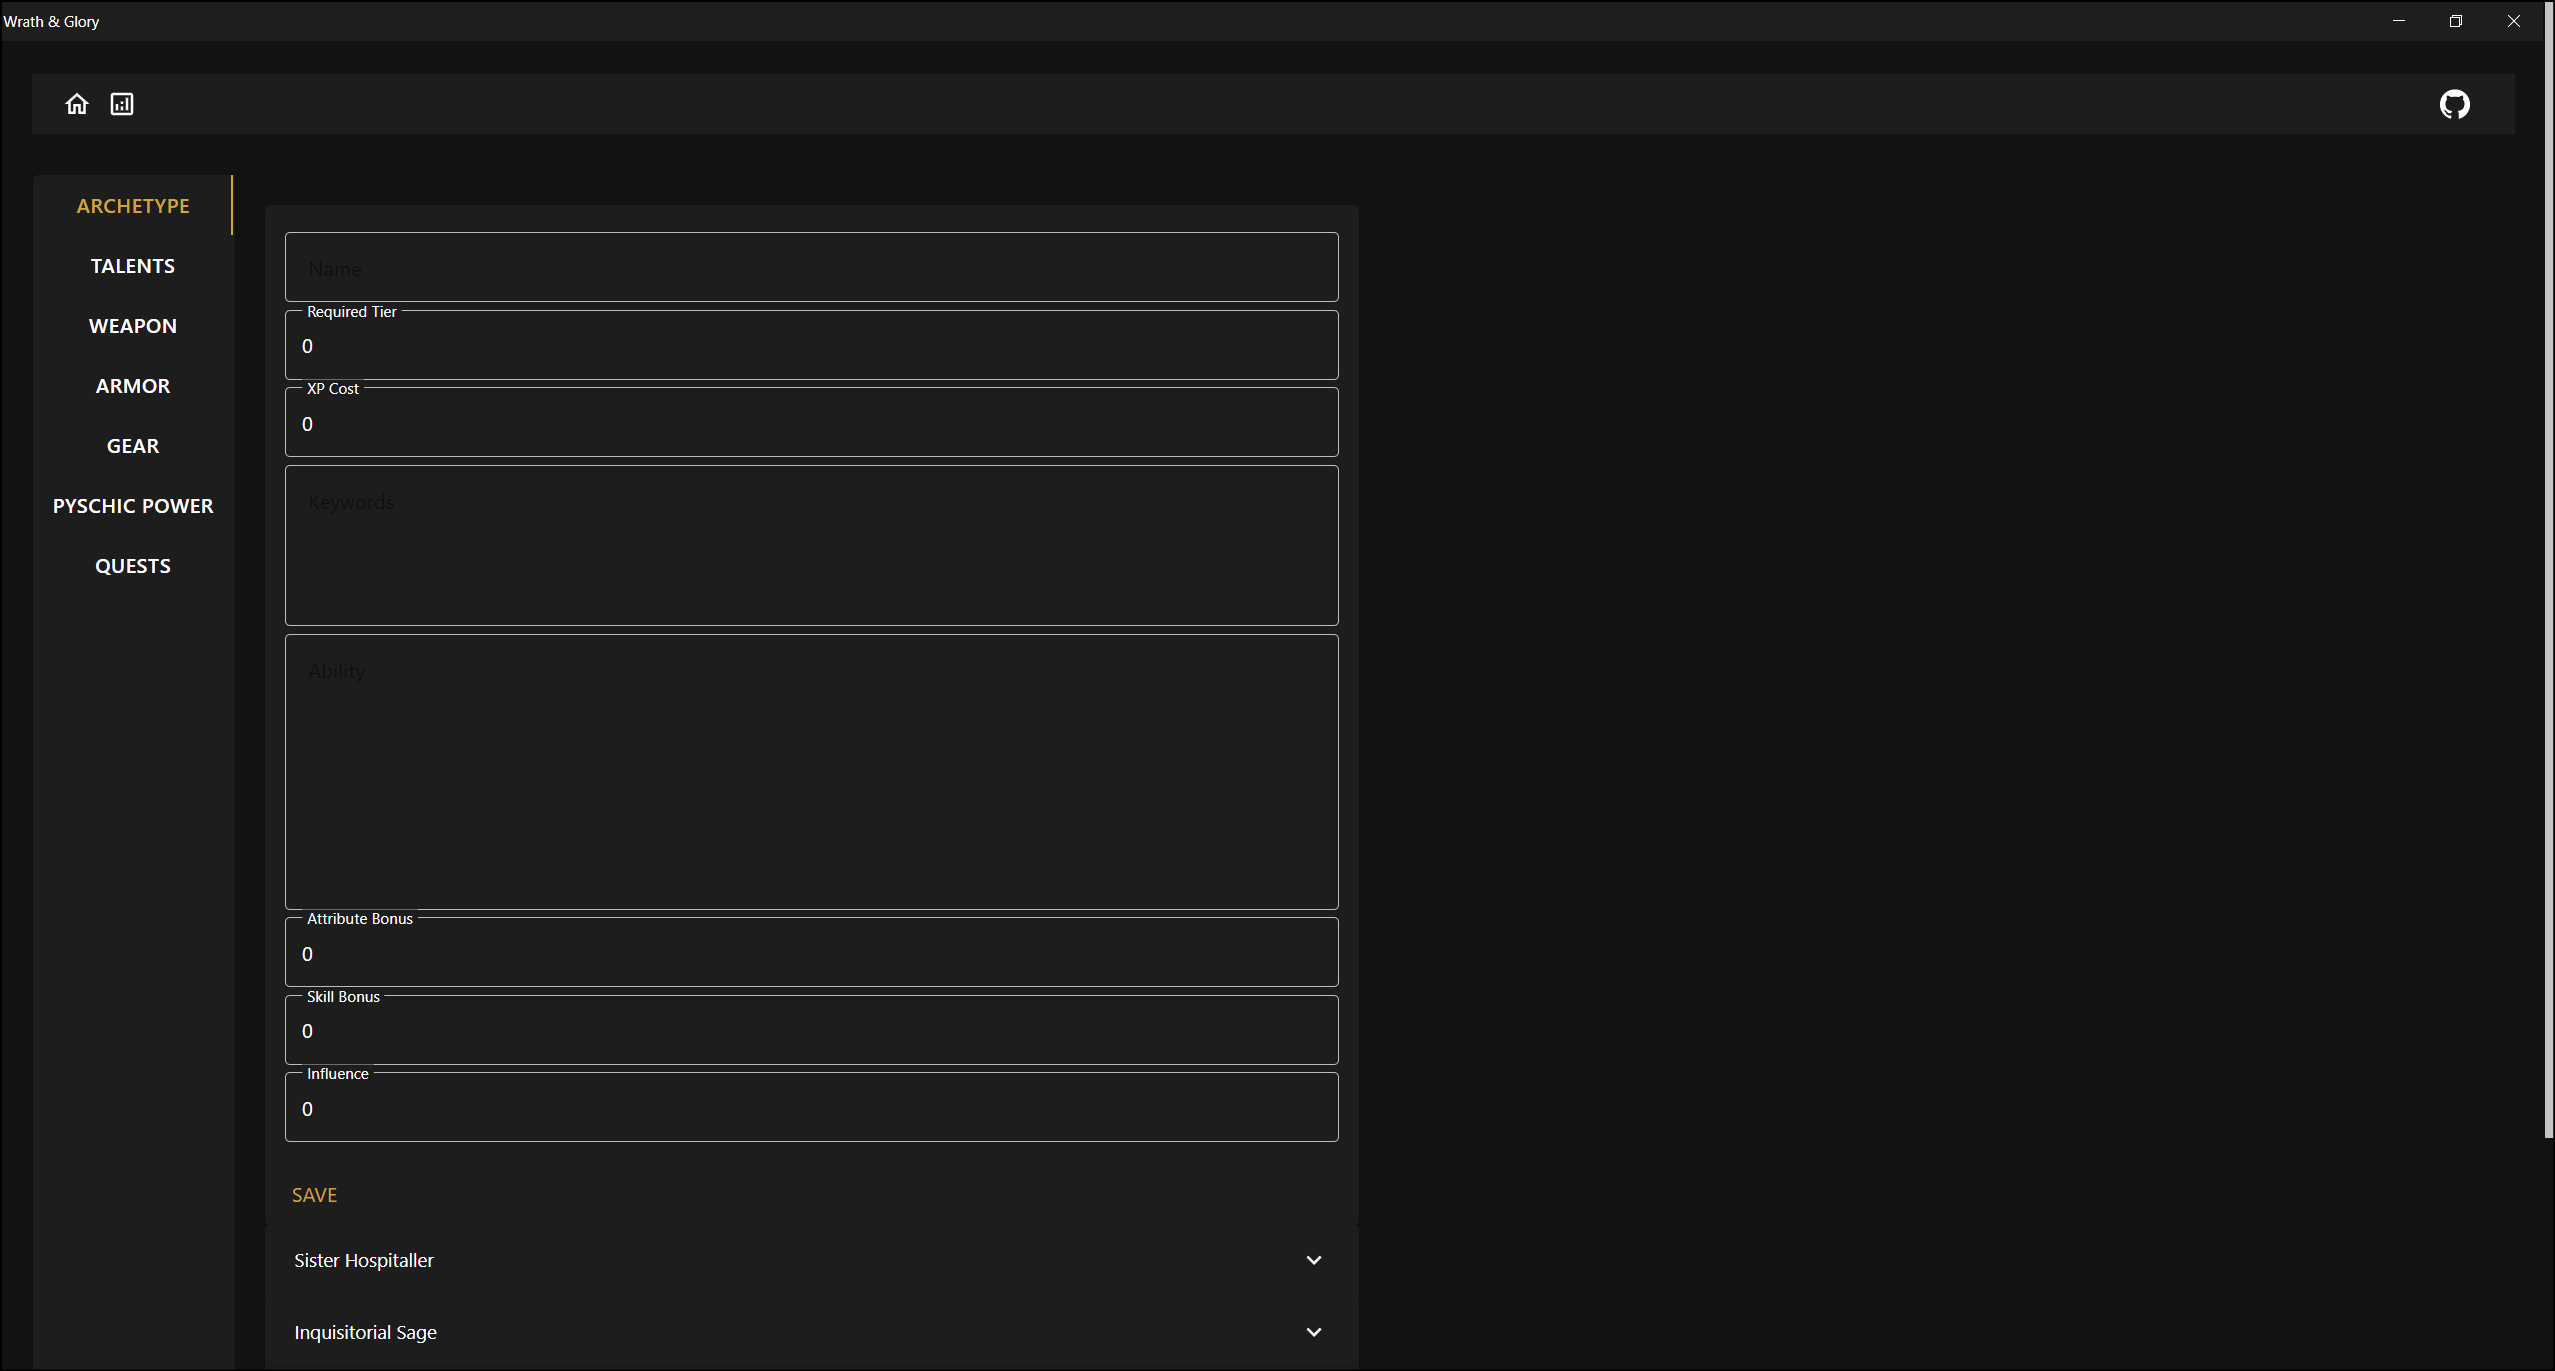 Wrath & Glory
ARCHETYPE
TALENTS
WEAPON
ARMOR
GEAR
PYSCHIC POWER
QUESTS
Name
Required Tier
0
XP Cost
0
Keywords
Ability
Attribute Bonus
0
Skill Bonus
0
Influence
0
SAVE
Sister Hospitaller
Inquisitorial Sage